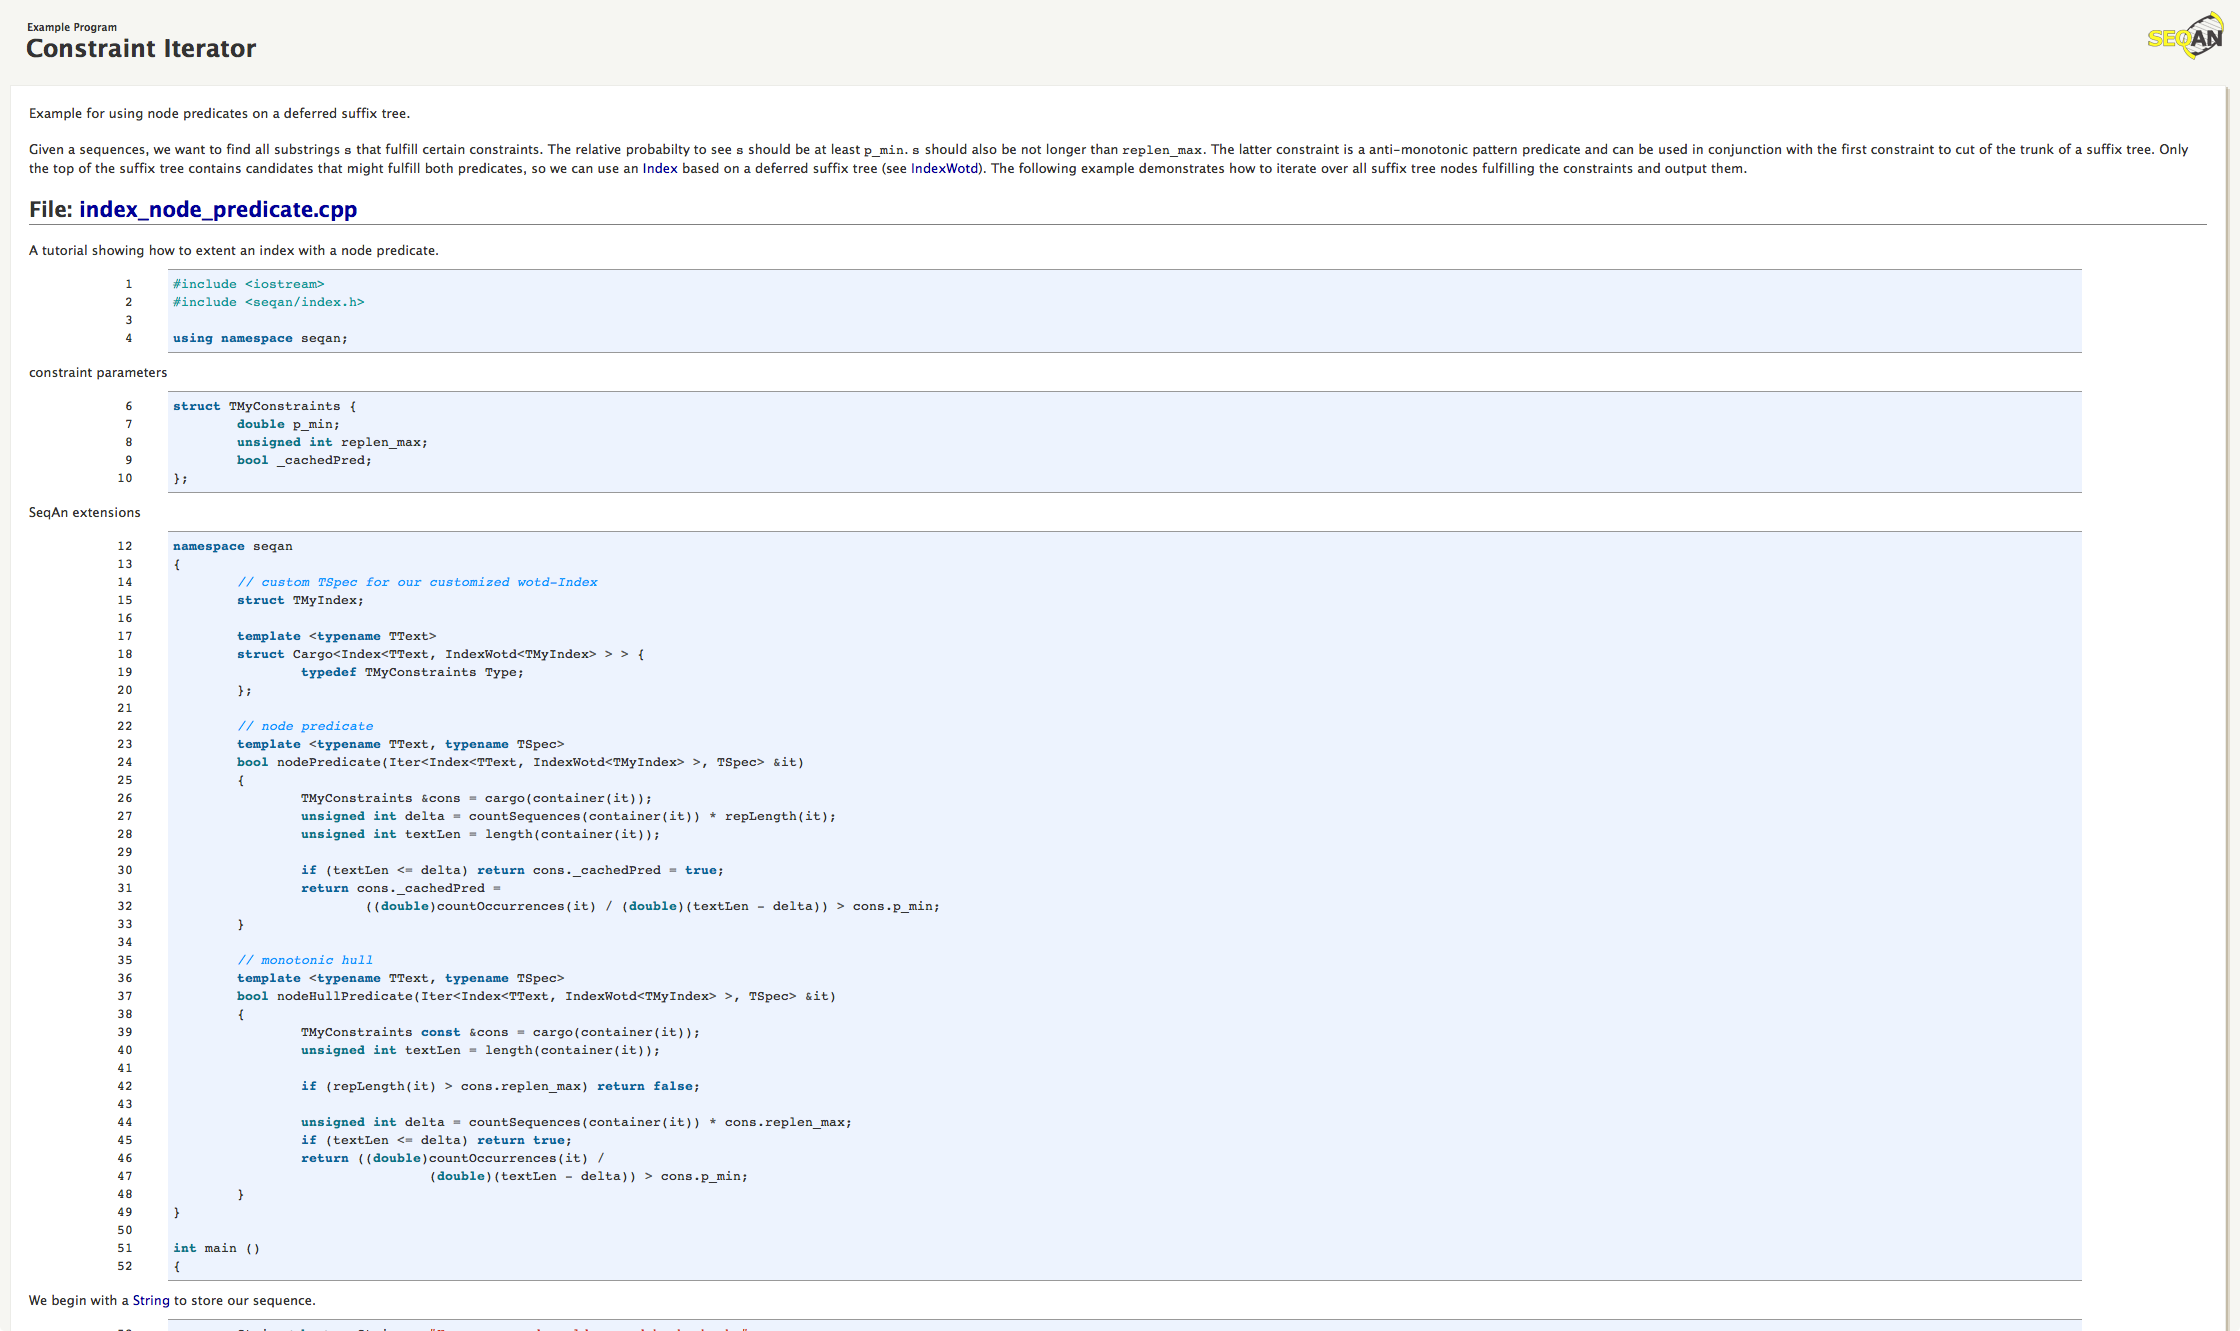 Example Program
Constraint Iterator
SEQAN
Example for using node predicates on a deferred suffix tree.
Given a sequences, we want to find all substrings s that fulfill certain constraints. The relative probabilty to see s should be at least p_min. s should also be not longer than replen_max. The latter constraint is a anti-monotonic pattern predicate and can be used in conjunction with the first constraint to cut of the trunk of a suffix tree. Only
the top of the suffix tree contains candidates that might fulfill both predicates, so we can use an Index based on a deferred suffix tree (see IndexWotd). The following example demonstrates how to iterate over all suffix tree nodes fulfilling the constraints and output them.
File: index_node_predicate.cpp
A tutorial showing how to extent an index with a node predicate.
1 #include <iostream>
2 #include <seqan/index.h>
3
4 using namespace seqan;
constraint parameters
6 struct TMyConstraints {
7 double p_min;
8 unsigned int replen_max;
9 bool _cachedPred;
10 };
SeqAn extensions
12 namespace seqan
13 {
14 // custom TSpec for our customized wotd-Index
15 struct TMyIndex;
16
17 template <typename TText>
18 struct Cargo<Index<TText, IndexWotd<TMyIndex> > > {
19 typedef TMyConstraints Type;
20 };
21
22 // node predicate
23 template <typename TText, typename TSpec>
24 bool nodePredicate(Iter<Index<TText, IndexWotd<TMyIndex> >, TSpec> &it)
25 {
26 TMyConstraints &cons = cargo(container(it));
27 unsigned int delta = countSequences(container(it)) * repLength(it);
28 unsigned int textLen = length(container(it));
29
30 if (textLen <= delta) return cons._cachedPred = true;
31 return cons._cachedPred =
32 ((double)countOccurrences(it) / (double)(textLen - delta)) > cons.p_min;
33 }
34
35 // monotonic hull
36 template <typename TText, typename TSpec>
37 bool nodeHullPredicate(Iter<Index<TText, IndexWotd<TMyIndex> >, TSpec> &it)
38 {
39 TMyConstraints const &cons = cargo(container(it));
40 unsigned int textLen = length(container(it));
41
42 if (repLength(it) > cons.replen_max) return false;
43
44 unsigned int delta = countSequences(container(it)) * cons.replen_max;
45 if (textLen <= delta) return true;
46 return ((double)countOccurrences(it) /
47 (double)(textLen - delta)) > cons.p_min;
48 }
49 }
50
51 int main ()
52 {
We begin with a String to store our sequence.